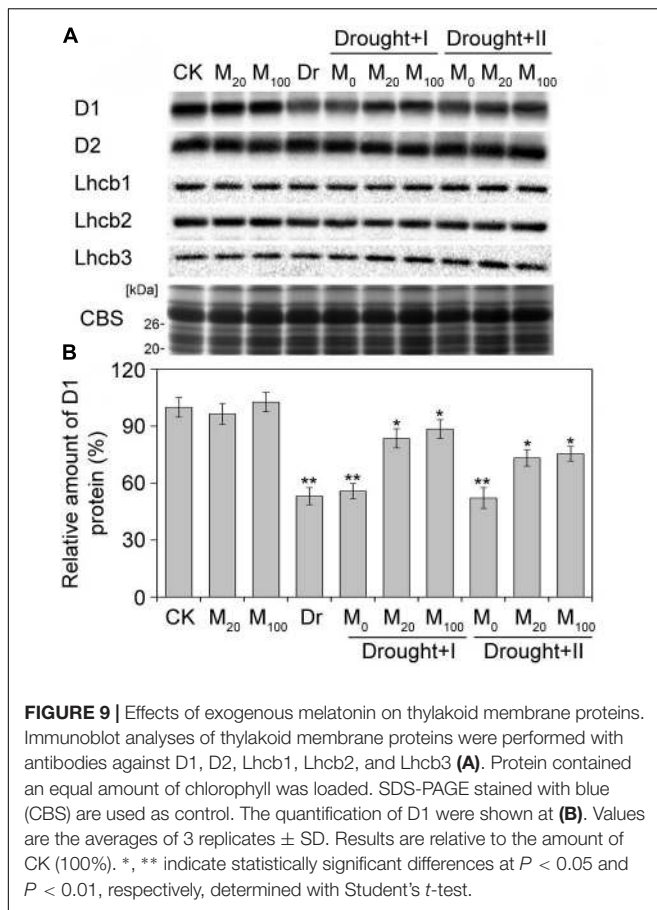 A
Drought+I Drought+II
CK M₂₀ M₁₀₀ Dr M₀ M₂₀ M₁₀₀ M₀ M₂₀ M₁₀₀
D1
D2
Lhcb1
Lhcb2
Lhcb3
[kDa]
CBS
26-
20-
B
120
90
60
30
0
Relative amount of D1
protein (%)
** ** * * ** * *
CK M₂₀ M₁₀₀ Dr M₀ M₂₀ M₁₀₀ M₀ M₂₀ M₁₀₀
Drought+I Drought+II
FIGURE 9 | Effects of exogenous melatonin on thylakoid membrane proteins.
Immunoblot analyses of thylakoid membrane proteins were performed with
antibodies against D1, D2, Lhcb1, Lhcb2, and Lhcb3 (A). Protein contained
an equal amount of chlorophyll was loaded. SDS-PAGE stained with blue
(CBS) are used as control. The quantification of D1 were shown at (B). Values
are the averages of 3 replicates ± SD. Results are relative to the amount of
CK (100%). *, ** indicate statistically significant differences at P < 0.05 and
P < 0.01, respectively, determined with Student's t-test.